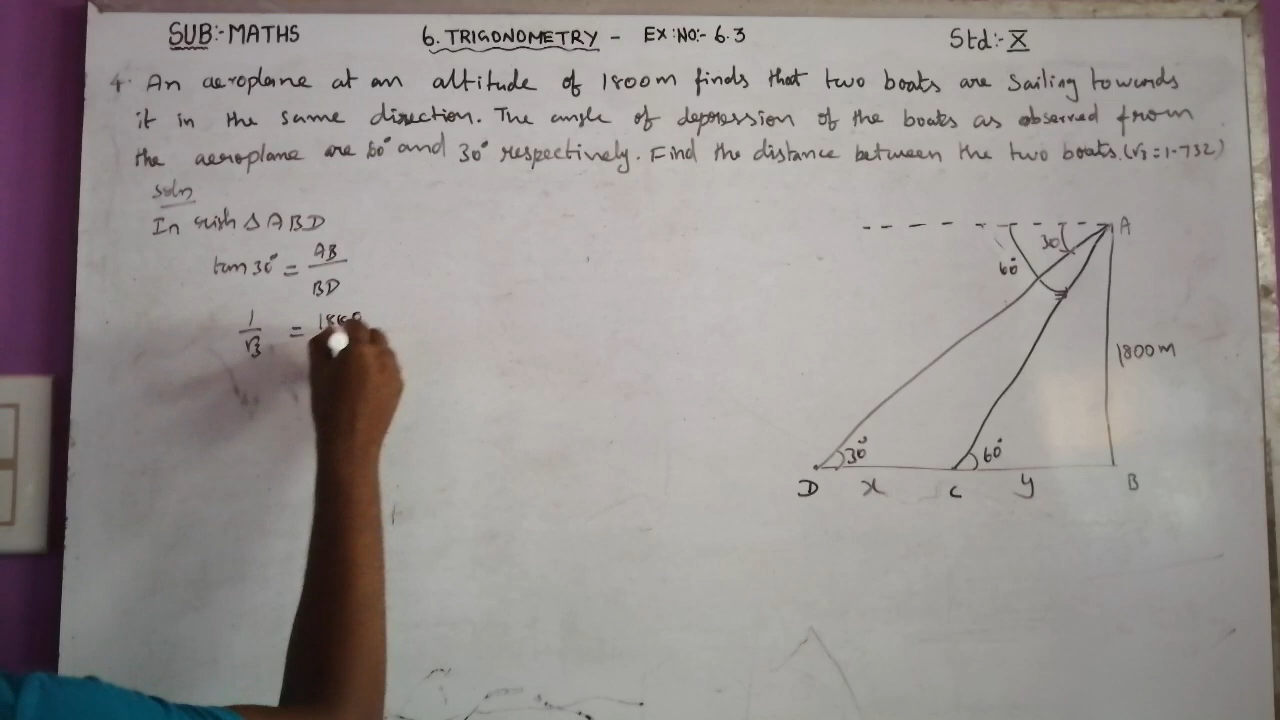 SUB:- MATHS 6. TRIGONOMETRY - EX:NO:- 6.3 Std:- X
4. An aeroplane at an altitude of 1800m finds that two boats are sailing towards
it in the same direction. The angle of depression of the boats as observed from
the aeroplane are 60° and 30° respectively. Find the distance between the two boats. (√3 = 1.732)
Soln
In right Δ ABD
tan 30° = AB/BD
1/√3 =
A
30
60°
1800m
30° 60°
D x C y B